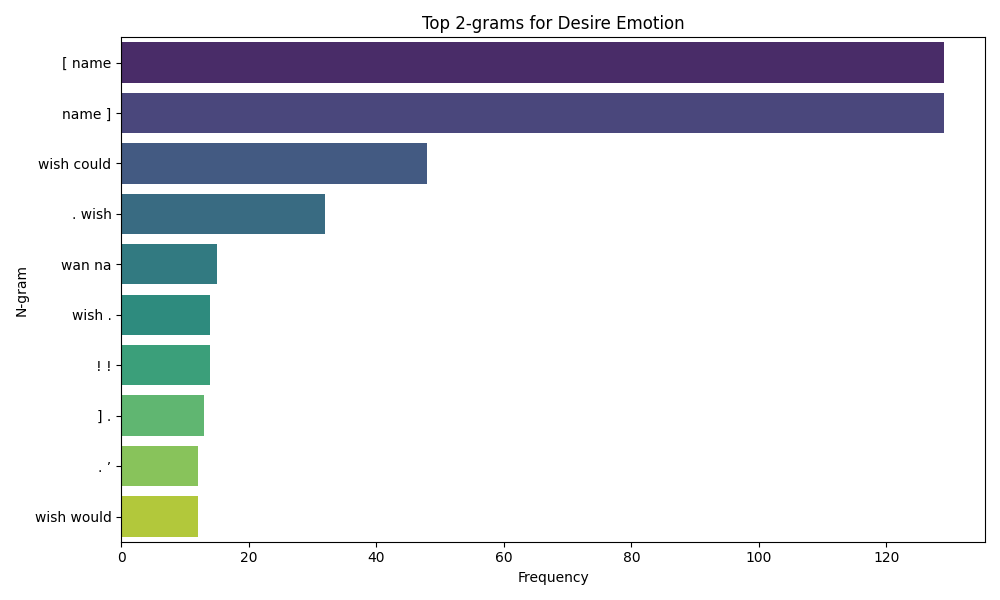 Top 2-grams for Desire Emotion
[ name
name ]
wish could
. wish
wan na
wish .
! !
] .
. ’
wish would
N-gram
0 20 40 60 80 100 120
Frequency